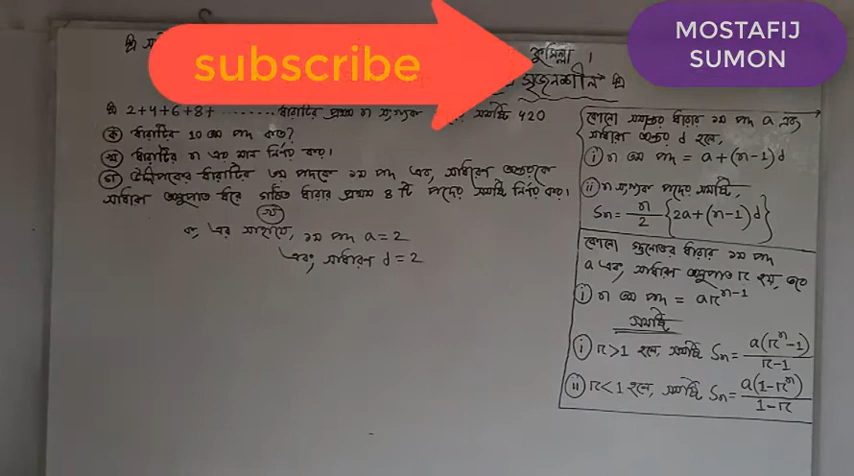 subscribe
MOSTAFIJ
SUMON
কুমিল্লা ।
সৃজনশীল
2+4+6+8+ ........ ধারাটির প্রথম n সংখ্যক সমষ্টি 420
ক ধারাটির 10 তম পদ কত?
খ ধারাটির n এর মান নির্ণয় কর।
গ উদ্দীপকের ধারাটির ৩য় পদকে ১ম পদ এবং সাধারণ অন্তরকে
সাধারণ অনুপাত ধরে গঠিত ধারার প্রথম 8 টি পদের সমষ্টি নির্ণয় কর।
খ
ক, এর সাহায্যে, ১ম পদ a = 2
এবং, সাধারণ d = 2
কোনো সমান্তর ধারার ১ম পদ a এবং
সাধারণ অন্তর d হলে,
i n তম পদ = a + (n-1)d
ii n সংখ্যক পদের সমষ্টি,
Sn = n/2 {2a + (n-1)d}
কোনো গুণোত্তর ধারার ১ম পদ
a এবং, সাধারণ অনুপাত r হয়, তবে
i n তম পদ = ar^n-1
সমষ্টি
i r>1 হলে, সমষ্টি Sn = a(r^n-1)/r-1
ii r<1 হলে, সমষ্টি Sn = a(1-r^n)/1-r